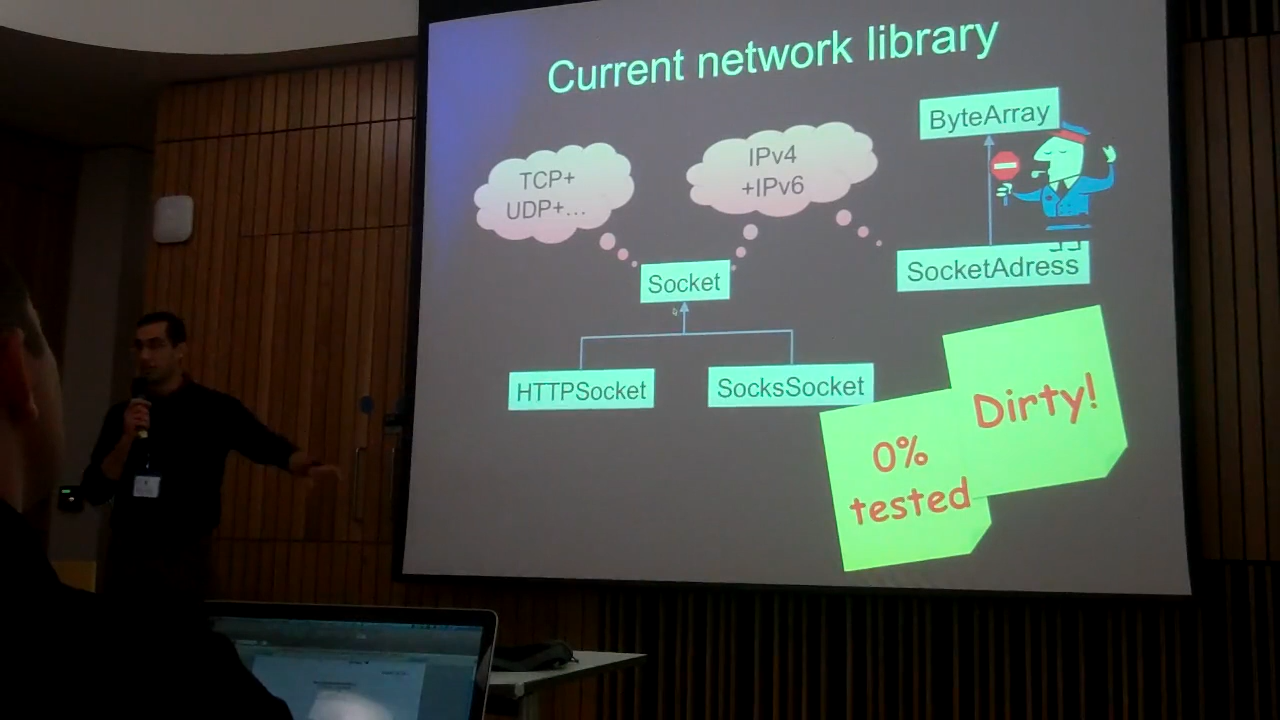 Current network library
TCP+
UDP+...
IPv4
+IPv6
ByteArray
Socket
SocketAdress
HTTPSocket
SocksSocket
Dirty!
0%
tested